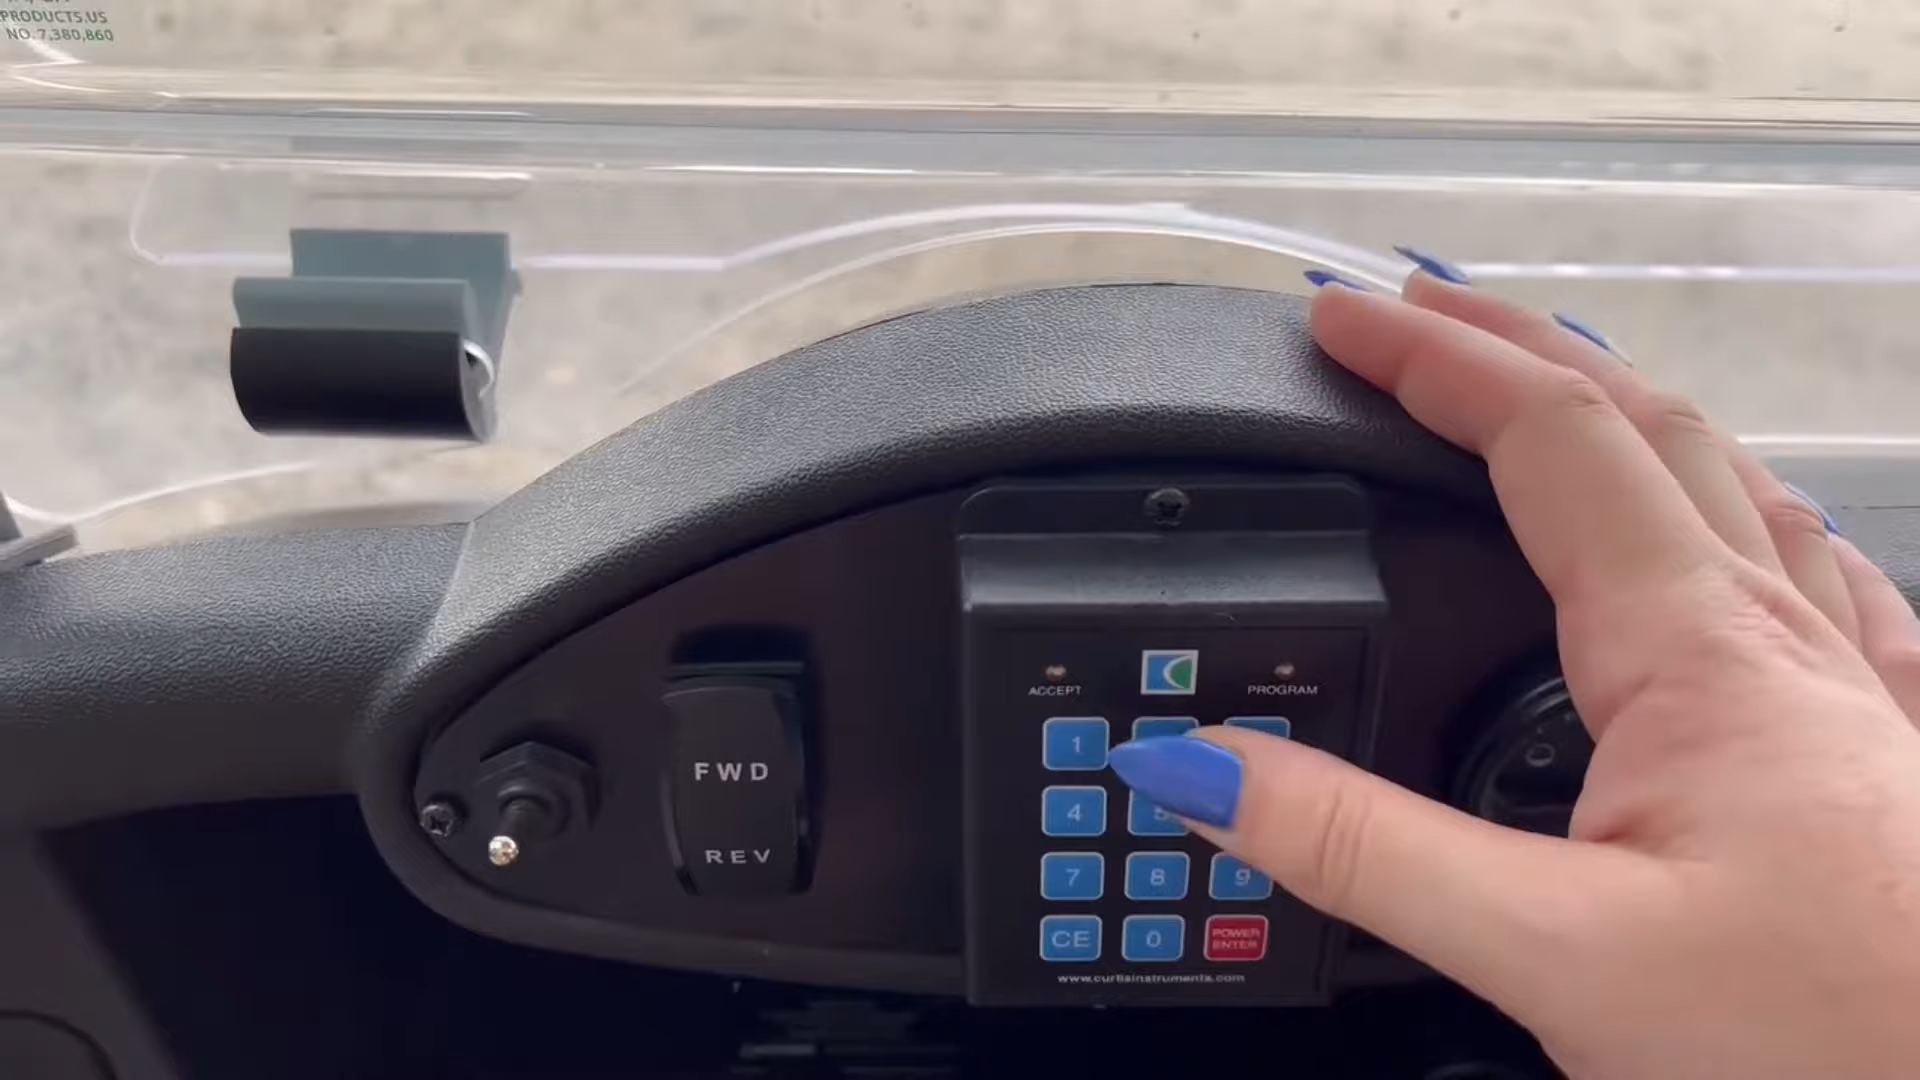 PRODUCTS.US
NO.7,380,860
ACCEPT
PROGRAM
1
4
5
7
8
9
CE
0
POWER
ENTER
www.curtisinstruments.com
FWD
REV